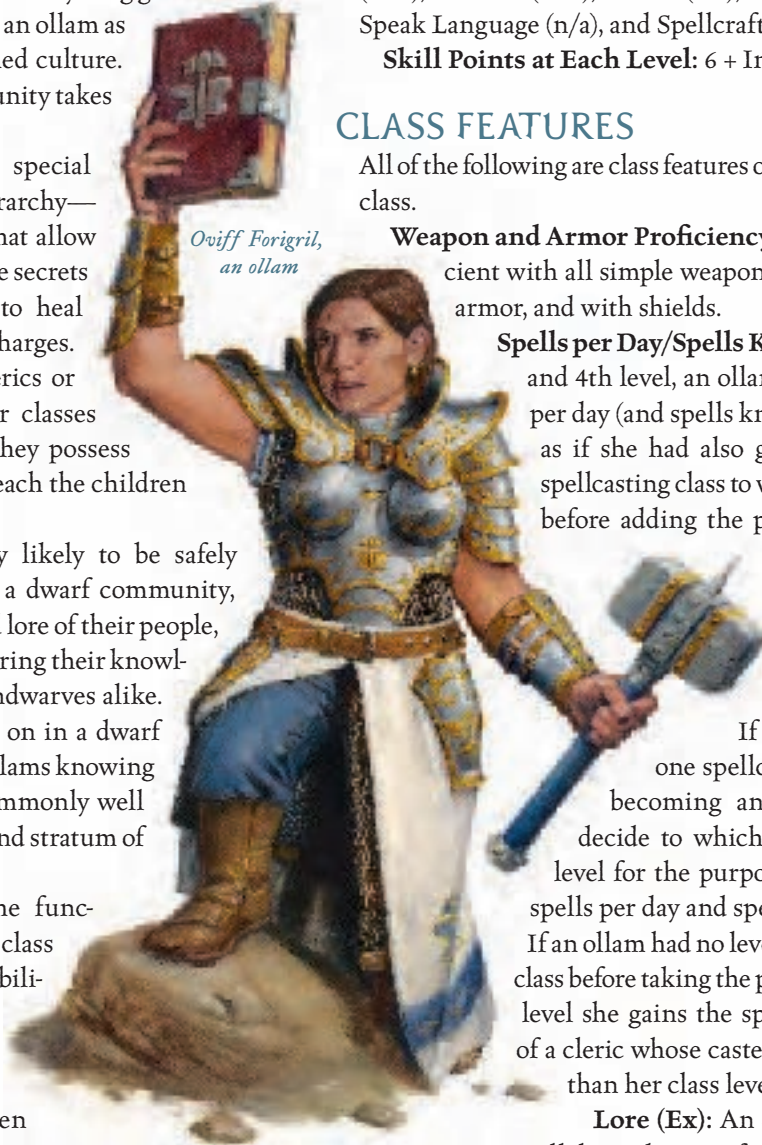 an ollam as
ed culture.
unity takes
special
rarchy—
hat allow
e secrets
to heal
harges.
erics or
r classes
hey possess
each the children
y likely to be safely
a dwarf community,
lore of their people,
ring their knowl-
ndwarves alike.
on in a dwarf
lams knowing
mmonly well
nd stratum of
he func-
class
bili-
en
Oviff Forigril,
an ollam
Speak Language (n/a), and Spellcraft
Skill Points at Each Level: 6 + In
CLASS FEATURES
All of the following are class features o
class.
Weapon and Armor Proficiency
cient with all simple weapon
armor, and with shields.
Spells per Day/Spells K
and 4th level, an ollar
per day (and spells kn
as if she had also g
spellcasting class to w
before adding the p
If
one spellc
becoming an
decide to which
level for the purpo
spells per day and spe
If an ollam had no leve
class before taking the p
level she gains the sp
of a cleric whose caste
than her class leve
Lore (Ex): An